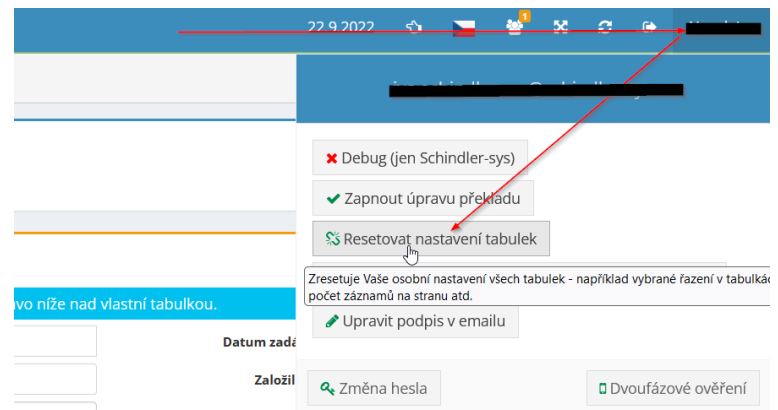 22.9.2022
1
Debug (jen Schindler-sys)
Zapnout úpravu překladu
Resetovat nastavení tabulek
Zresetuje Vaše osobní nastavení všech tabulek - například vybrané řazení v tabulkác
počet záznamů na stranu atd.
vo níže nad vlastní tabulkou.
Upravit podpis v emailu
Datum zadá
Založil
Změna hesla
Dvoufázové ověření